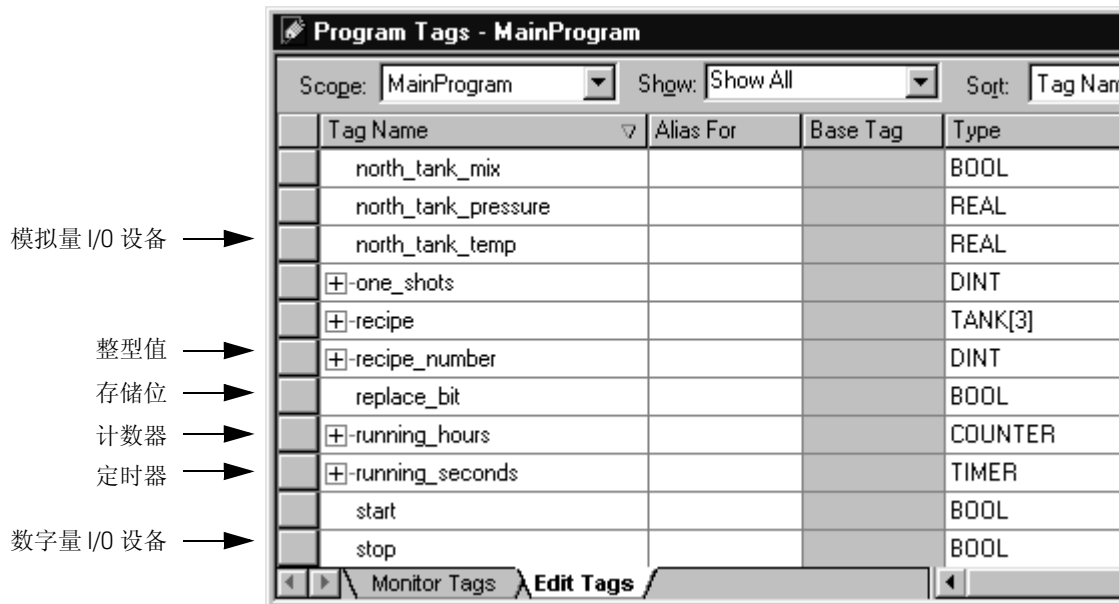 Program Tags - MainProgram
Scope: MainProgram Show: Show All Sort: Tag Nam
Tag Name Alias For Base Tag Type
north_tank_mix BOOL
north_tank_pressure REAL
模拟量 I/O 设备 north_tank_temp REAL
one_shots DINT
recipe TANK[3]
整型值 recipe_number DINT
存储位 replace_bit BOOL
计数器 running_hours COUNTER
定时器 running_seconds TIMER
start BOOL
数字量 I/O 设备 stop BOOL
Monitor Tags Edit Tags